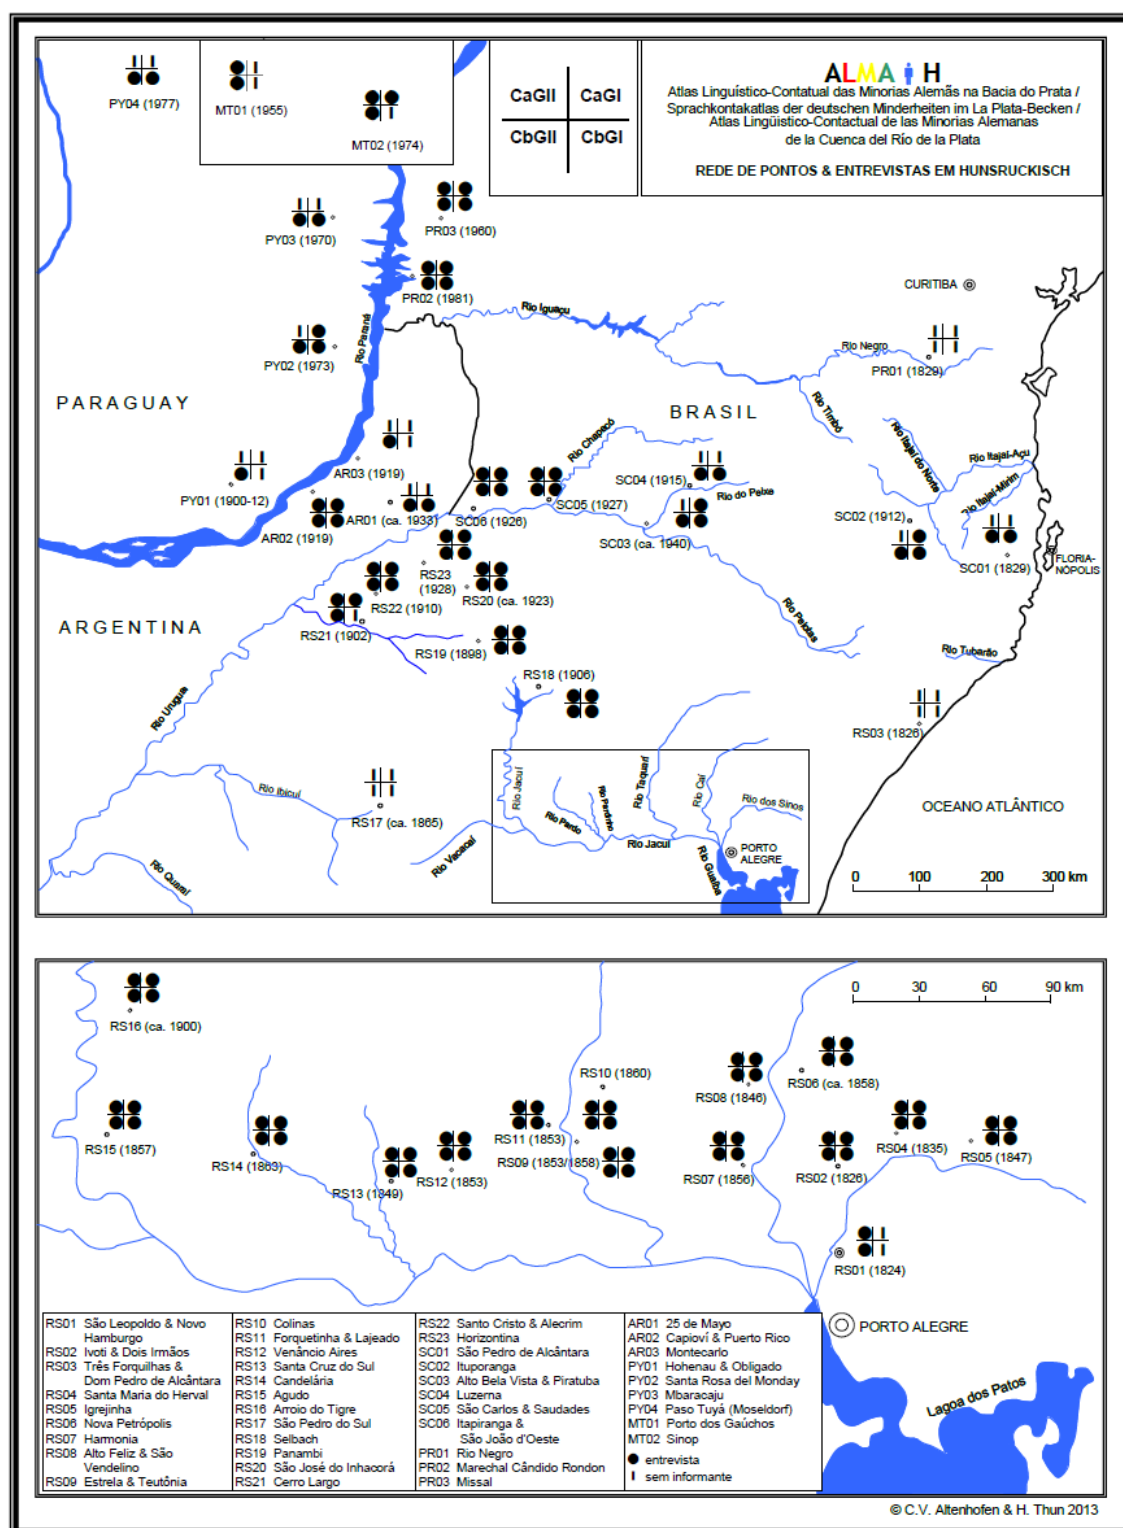 PY04 (1977)
MT01 (1955)
MT02 (1974)
CaGII CaGI
CbGII CbGI
ALMA H
Atlas Linguístico-Contatual das Minorias Alemãs na Bacia do Prata /
Sprachkontakatlas der deutschen Minderheiten im La Plata-Becken /
Atlas Lingüistico-Contactual de las Minorias Alemanas
de la Cuenca del Río de la Plata
REDE DE PONTOS & ENTREVISTAS EM HUNSRUCKISCH
PY03 (1970)
PR03 (1960)
PR02 (1981)
CURITIBA
Rio Iguaçu
Rio Paraná
PY02 (1973)
Rio Negro
PR01 (1829)
PARAGUAY
BRASIL
Rio Timbó
Rio Chapecó
Rio Itajaí do Norte
Rio Itajaí-Açu
Rio Itajaí-Mirim
AR03 (1919)
PY01 (1900-12)
SC04 (1915)
Rio do Peixe
AR02 (1919)
AR01 (ca. 1933)
SC06 (1926)
SC05 (1927)
SC03 (ca. 1940)
SC02 (1912)
SC01 (1829)
FLORIA-
NÓPOLIS
RS23
(1928)
RS22 (1910)
RS20 (ca. 1923)
ARGENTINA
RS21 (1902)
RS19 (1898)
Rio Pelotas
Rio Tubarão
RS18 (1906)
Rio Uruguai
RS03 (1826)
Rio Ibicuí
RS17 (ca. 1865)
Rio Jacuí
Rio Pardo
Rio Pardinho
Rio Taquari
Rio Caí
Rio dos Sinos
OCEANO ATLÂNTICO
Rio Quaraí
Rio Vacacaí
Rio Jacuí
Rio Guaíba
PORTO
ALEGRE
0 100 200 300 km
0 30 60 90 km
RS16 (ca. 1900)
RS10 (1860)
RS08 (1846)
RS06 (ca. 1858)
RS15 (1857)
RS14 (1863)
RS13 (1849)
RS12 (1853)
RS11 (1853)
RS09 (1853/1858)
RS07 (1856)
RS02 (1826)
RS04 (1835)
RS05 (1847)
RS01 (1824)
PORTO ALEGRE
Lagoa dos Patos
RS01 São Leopoldo & Novo
Hamburgo
RS02 Ivoti & Dois Irmãos
RS03 Três Forquilhas &
Dom Pedro de Alcântara
RS04 Santa Maria do Herval
RS05 Igrejinha
RS06 Nova Petrópolis
RS07 Harmonia
RS08 Alto Feliz & São
Vendelino
RS09 Estrela & Teutônia
RS10 Colinas
RS11 Forquetinha & Lajeado
RS12 Venâncio Aires
RS13 Santa Cruz do Sul
RS14 Candelária
RS15 Agudo
RS16 Arroio do Tigre
RS17 São Pedro do Sul
RS18 Selbach
RS19 Panambi
RS20 São José do Inhacorá
RS21 Cerro Largo
RS22 Santo Cristo & Alecrim
RS23 Horizontina
SC01 São Pedro de Alcântara
SC02 Ituporanga
SC03 Alto Bela Vista & Piratuba
SC04 Luzerna
SC05 São Carlos & Saudades
SC06 Itapiranga &
São João d'Oeste
PR01 Rio Negro
PR02 Marechal Cândido Rondon
PR03 Missal
AR01 25 de Mayo
AR02 Capioví & Puerto Rico
AR03 Montecarlo
PY01 Hohenau & Obligado
PY02 Santa Rosa del Monday
PY03 Mbaracaju
PY04 Paso Tuyá (Moseldorf)
MT01 Porto dos Gaúchos
MT02 Sinop
entrevista
sem informante
© C.V. Altenhofen & H. Thun 2013